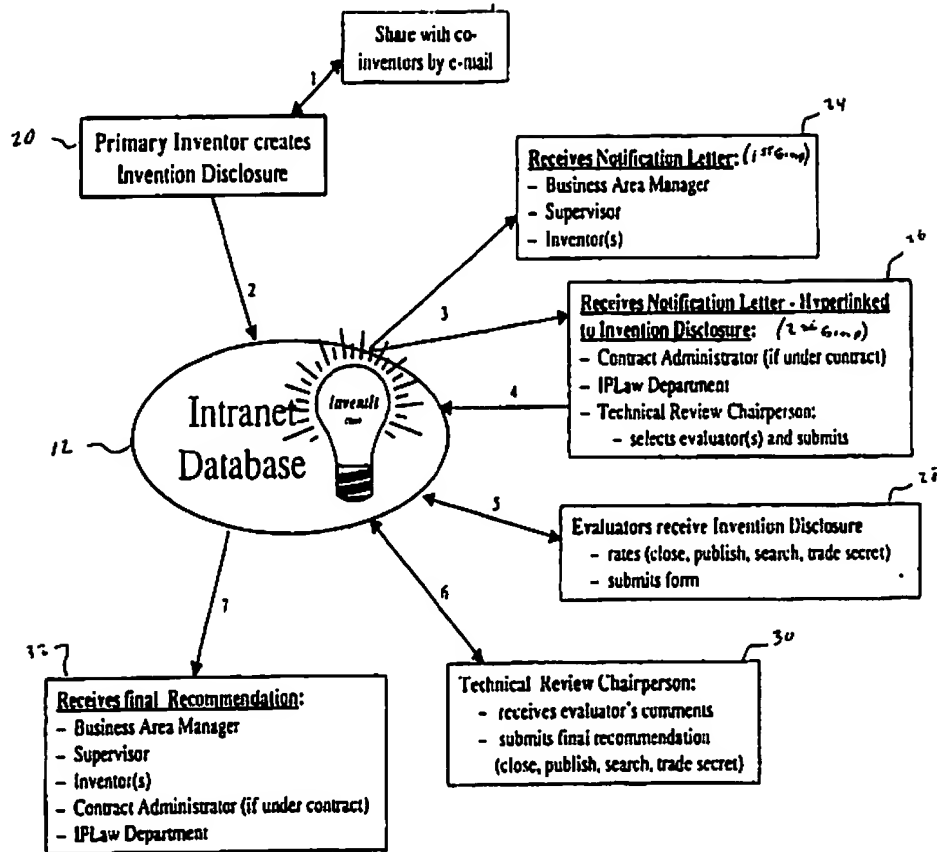 Share with co-
inventors by e-mail
1
20
Primary Inventor creates
Invention Disclosure
24
Receives Notification Letter: (1st Group)
– Business Area Manager
– Supervisor
– Inventor(s)
2
3
26
Receives Notification Letter - Hyperlinked
to Invention Disclosure: (2nd Group)
– Contract Administrator (if under contract)
– IPLaw Department
– Technical Review Chairperson:
– selects evaluator(s) and submits
4
Intranet
Database
InventIt
12
5
28
Evaluators receive Invention Disclosure
– rates (close, publish, search, trade secret)
– submits form
6
7
30
Technical Review Chairperson:
– receives evaluator's comments
– submits final recommendation
(close, publish, search, trade secret)
32
Receives final Recommendation:
– Business Area Manager
– Supervisor
– Inventor(s)
– Contract Administrator (if under contract)
– IPLaw Department